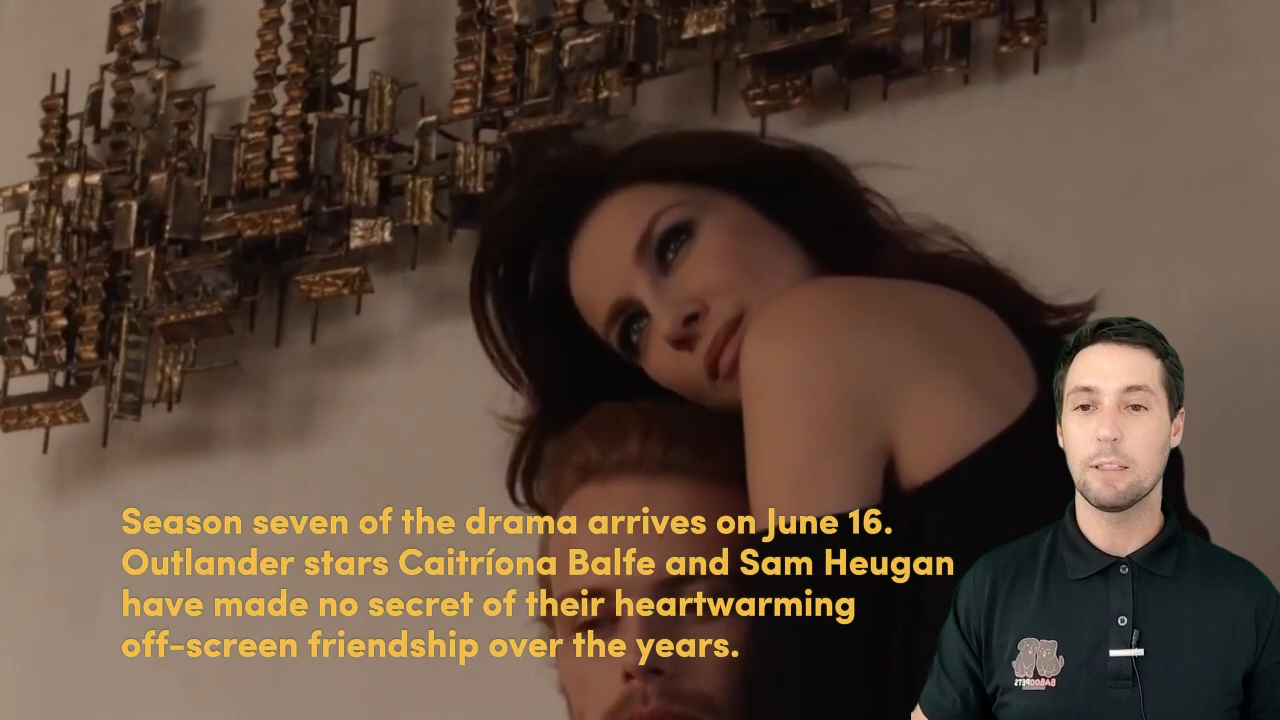 Season seven of the drama arrives on June 16.
Outlander stars Caitríona Balfe and Sam Heugan
have made no secret of their heartwarming
off-screen friendship over the years.
BABOOPETS